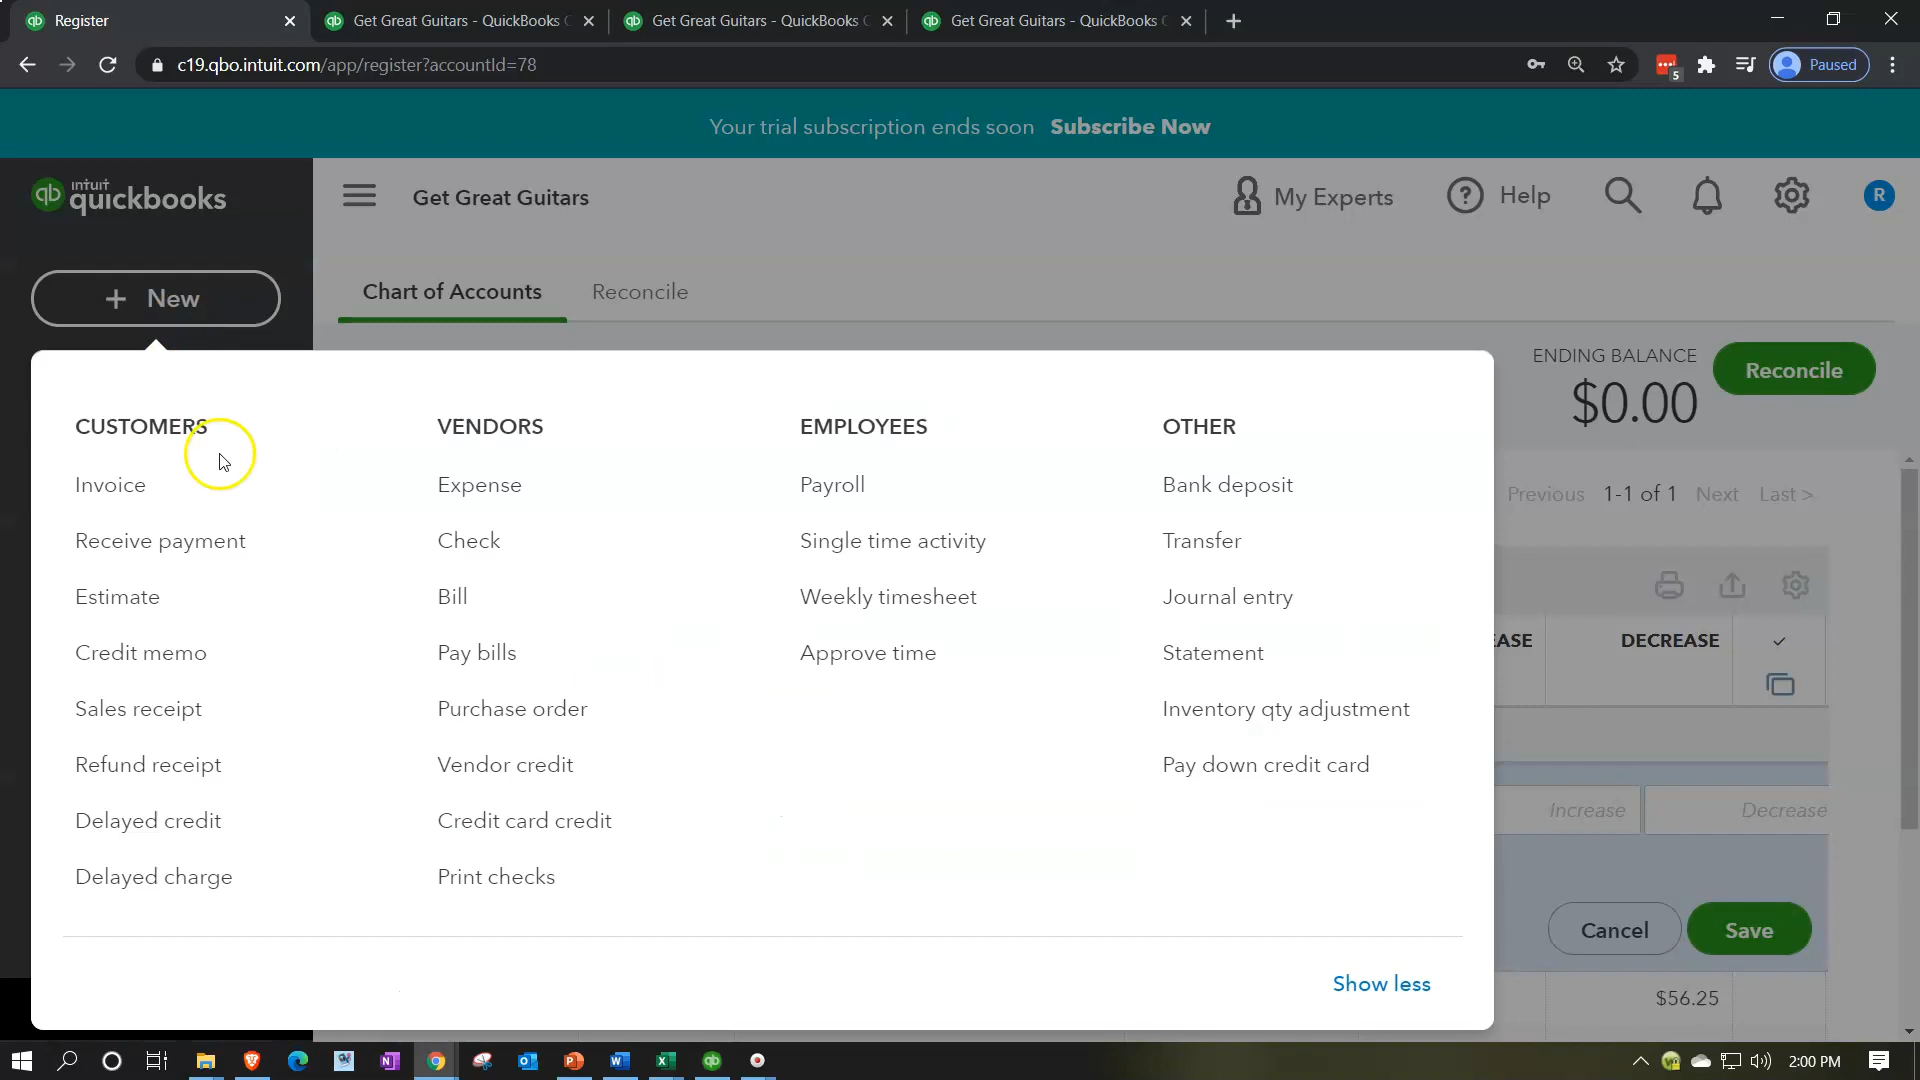 Register
Get Great Guitars - QuickBooks
Get Great Guitars - QuickBooks
Get Great Guitars - QuickBooks
c19.qbo.intuit.com/app/register?accountId=78
5
Paused
Your trial subscription ends soon Subscribe Now
qb intuit quickbooks
Get Great Guitars
My Experts
? Help
R
+ New
Chart of Accounts
Reconcile
ENDING BALANCE
$0.00
Reconcile
CUSTOMERS
Invoice
Receive payment
Estimate
Credit memo
Sales receipt
Refund receipt
Delayed credit
Delayed charge
VENDORS
Expense
Check
Bill
Pay bills
Purchase order
Vendor credit
Credit card credit
Print checks
EMPLOYEES
Payroll
Single time activity
Weekly timesheet
Approve time
OTHER
Bank deposit
Transfer
Journal entry
Statement
Inventory qty adjustment
Pay down credit card
Show less
Previous 1-1 of 1 Next Last >
EASE
DECREASE
Increase
Decrease
Cancel
Save
$56.25
2:00 PM